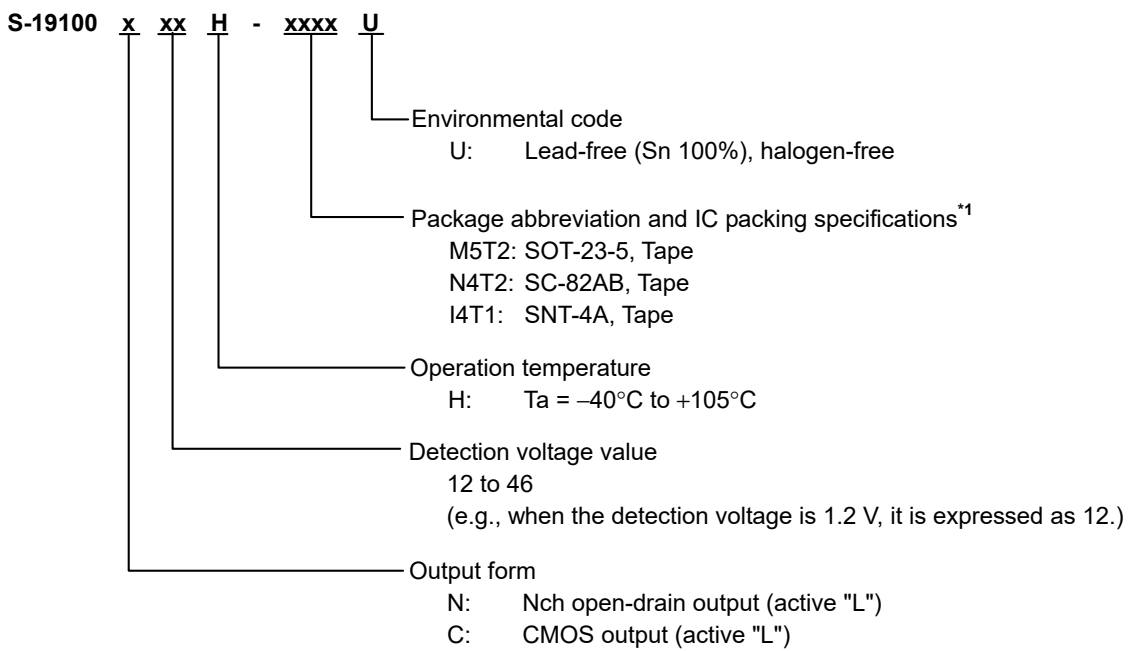 S-19100 x xx H - xxxx U
Environmental code
U: Lead-free (Sn 100%), halogen-free
Package abbreviation and IC packing specifications*1
M5T2: SOT-23-5, Tape
N4T2: SC-82AB, Tape
I4T1: SNT-4A, Tape
Operation temperature
H: Ta = −40°C to +105°C
Detection voltage value
12 to 46
(e.g., when the detection voltage is 1.2 V, it is expressed as 12.)
Output form
N: Nch open-drain output (active "L")
C: CMOS output (active "L")